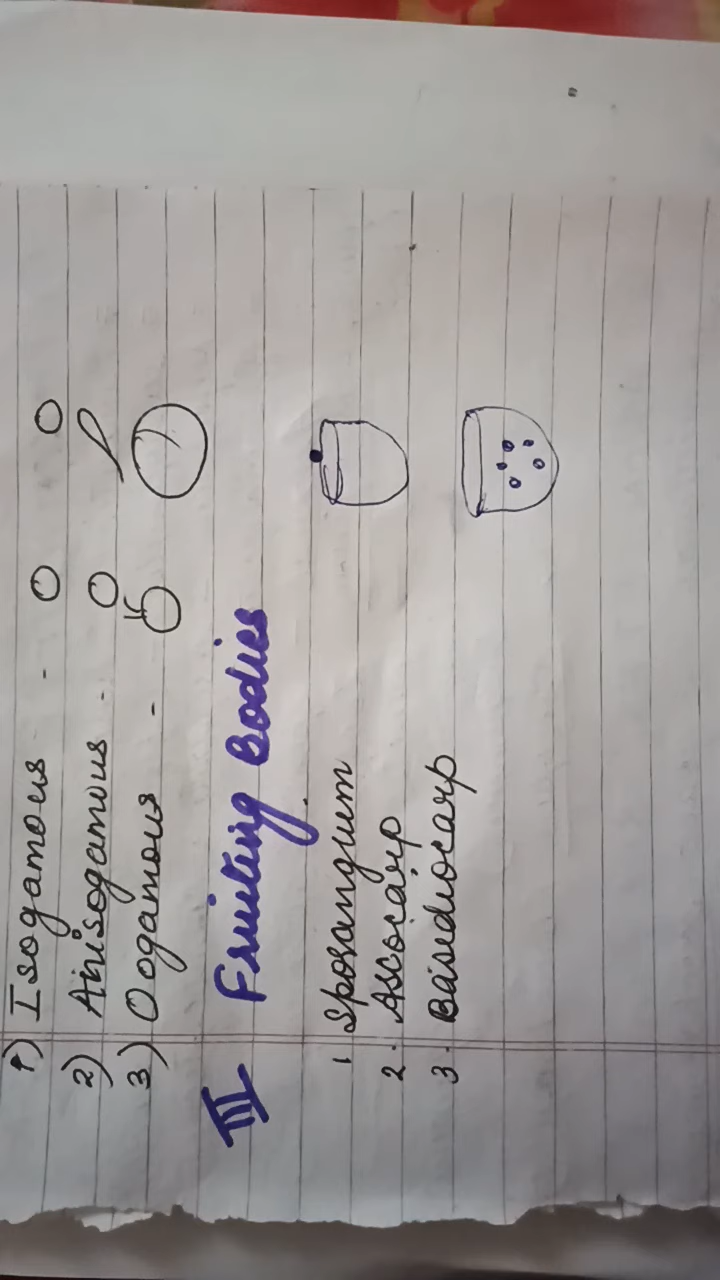 1) Isogamous -
2) Anisogamous -
3) Oogamous -
III Fruiting Bodies
1. Sporangium
2. Ascocarp
3. Basidiocarp